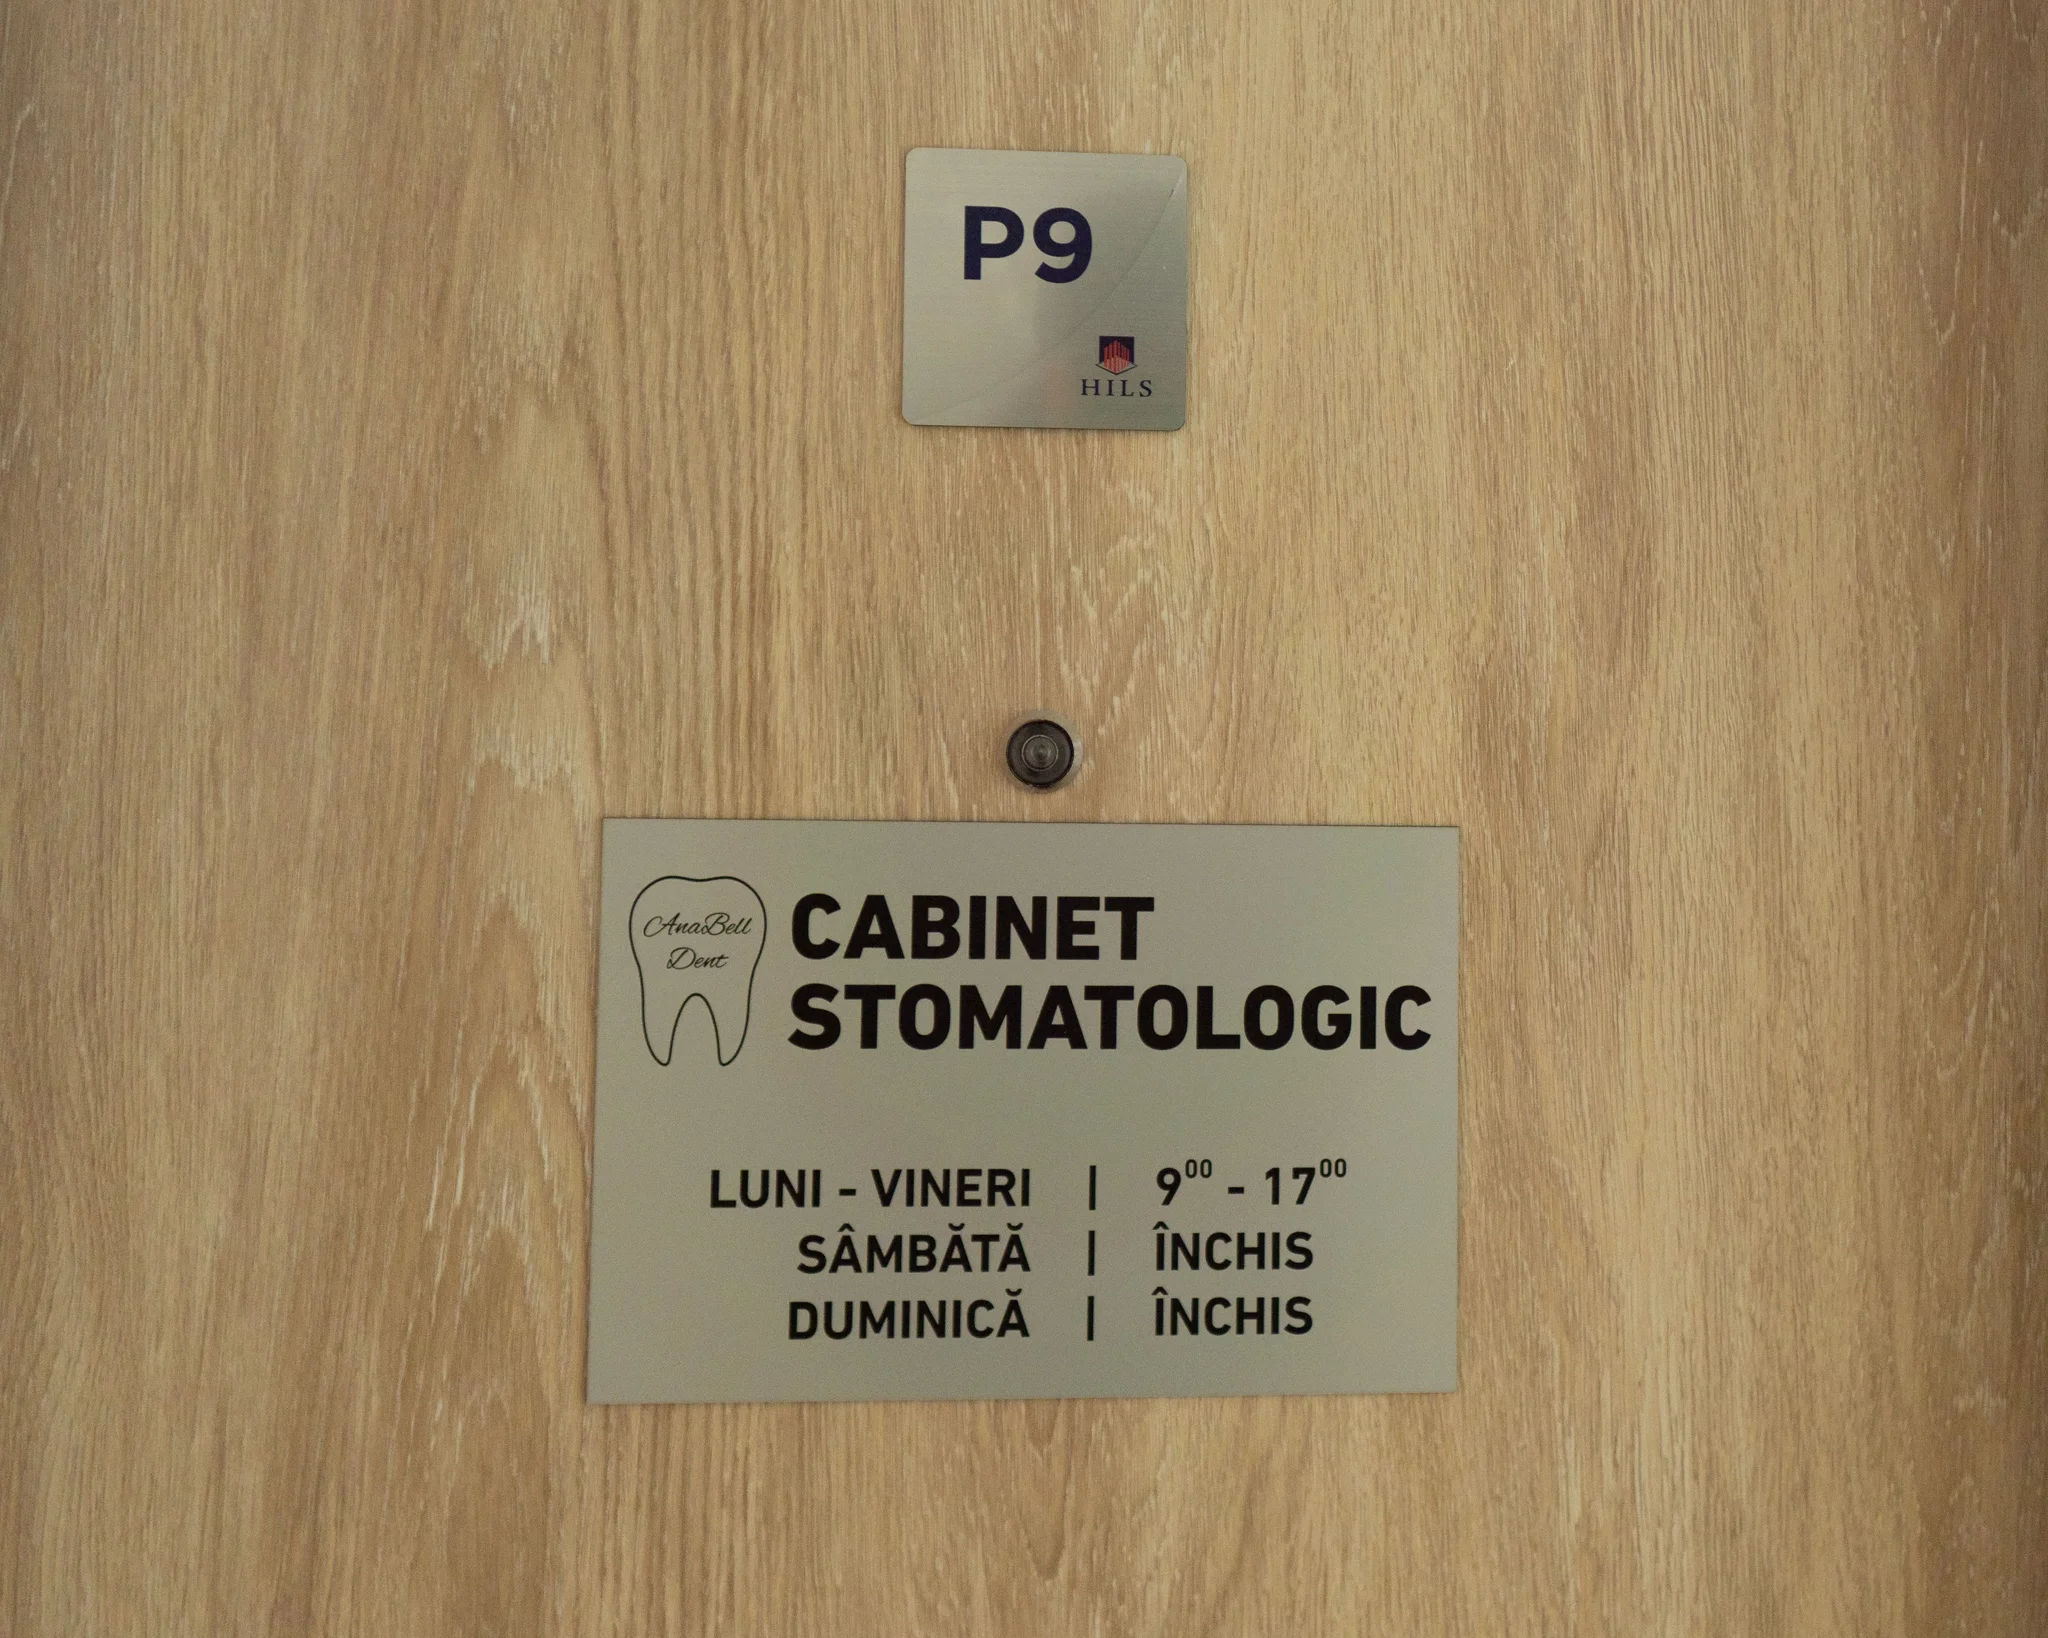 P9
HILS
AnaBell
Dent
CABINET
STOMATOLOGIC
LUNI - VINERI | 9⁰⁰ - 17⁰⁰
SÂMBĂTĂ | ÎNCHIS
DUMINICĂ | ÎNCHIS